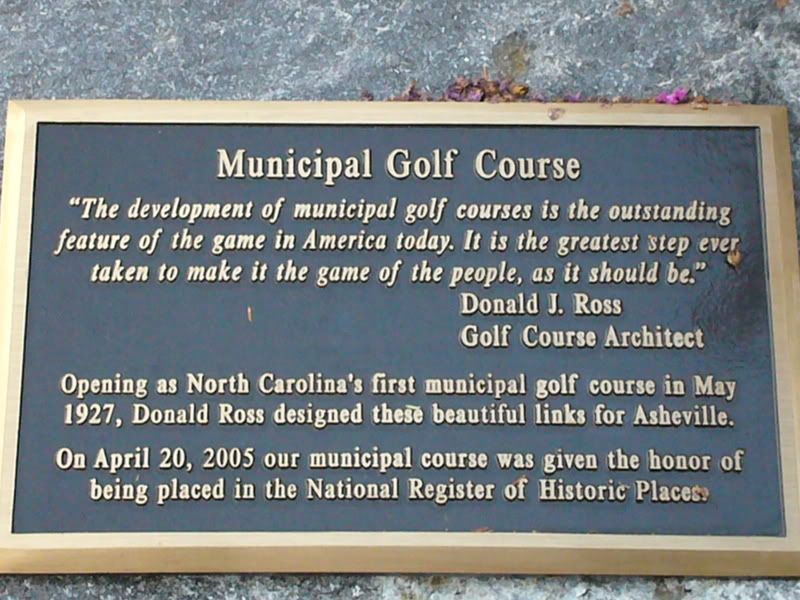 Municipal Golf Course
“The development of municipal golf courses is the outstanding
feature of the game in America today. It is the greatest step ever
taken to make it the game of the people, as it should be.”
Donald J. Ross
Golf Course Architect
Opening as North Carolina's first municipal golf course in May
1927, Donald Ross designed these beautiful links for Asheville.
On April 20, 2005 our municipal course was given the honor of
being placed in the National Register of Historic Places.